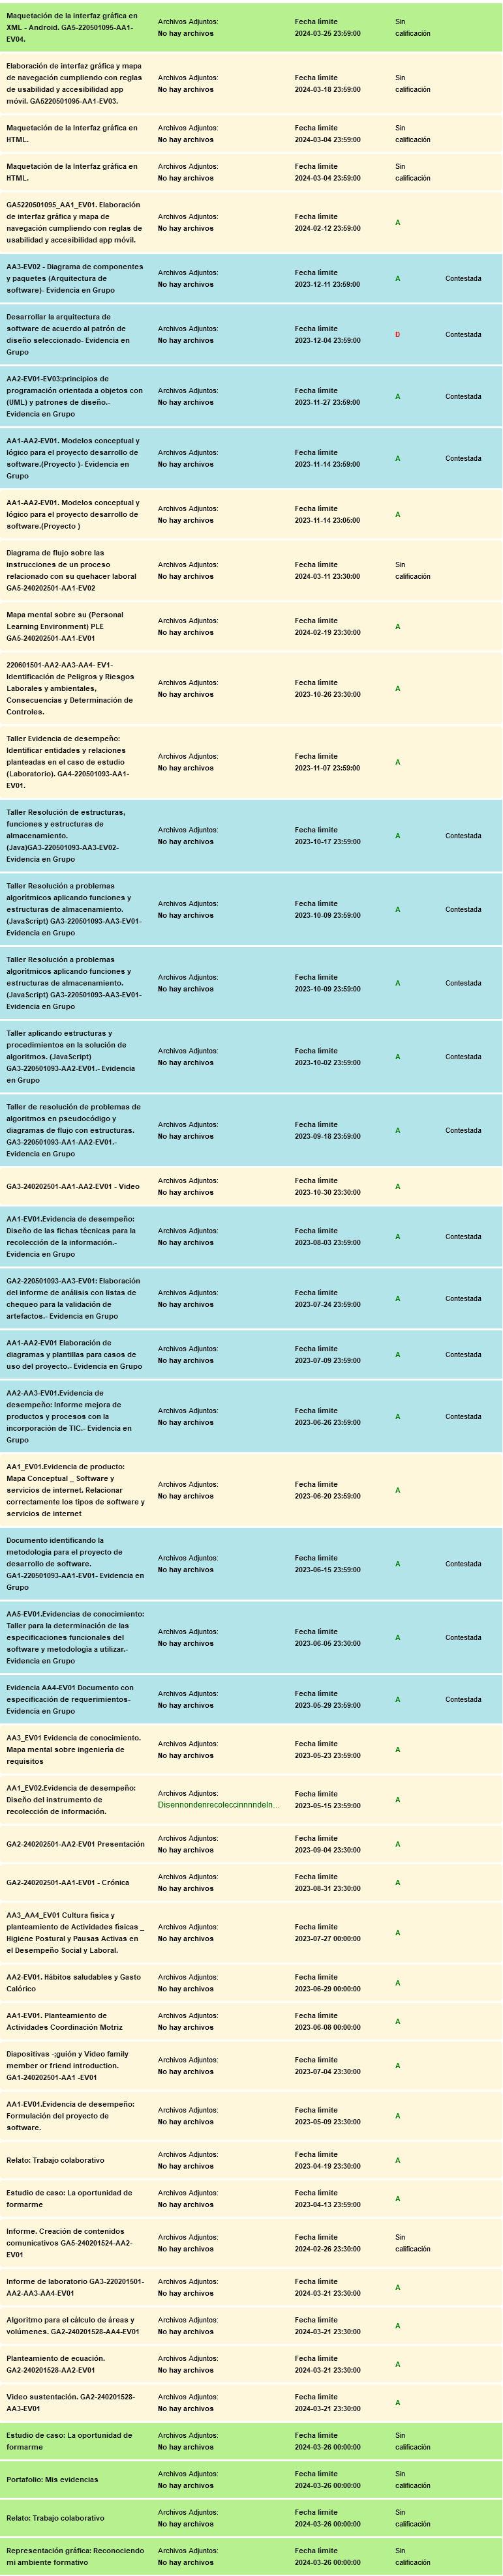 Maquetación de la interfaz gráfica en
XML - Android. GA5-220501095-AA1-
EV04.
Archivos Adjuntos:
No hay archivos
Fecha límite
2024-03-25 23:59:00
Sin
calificación
Elaboración de interfaz gráfica y mapa
de navegación cumpliendo con reglas
de usabilidad y accesibilidad app
móvil. GA5220501095-AA1-EV03.
Archivos Adjuntos:
No hay archivos
Fecha límite
2024-03-18 23:59:00
Sin
calificación
Maquetación de la Interfaz gráfica en
HTML.
Archivos Adjuntos:
No hay archivos
Fecha límite
2024-03-04 23:59:00
Sin
calificación
Maquetación de la Interfaz gráfica en
HTML.
Archivos Adjuntos:
No hay archivos
Fecha límite
2024-03-04 23:59:00
Sin
calificación
GA5220501095_AA1_EV01. Elaboración
de interfaz gráfica y mapa de
navegación cumpliendo con reglas de
usabilidad y accesibilidad app móvil.
Archivos Adjuntos:
No hay archivos
Fecha límite
2024-02-12 23:59:00
A
AA3-EV02 - Diagrama de componentes
y paquetes (Arquitectura de
software)- Evidencia en Grupo
Archivos Adjuntos:
No hay archivos
Fecha límite
2023-12-11 23:59:00
A
Contestada
Desarrollar la arquitectura de
software de acuerdo al patrón de
diseño seleccionado- Evidencia en
Grupo
Archivos Adjuntos:
No hay archivos
Fecha límite
2023-12-04 23:59:00
D
Contestada
AA2-EV01-EV03:principios de
programación orientada a objetos con
(UML) y patrones de diseño.-
Evidencia en Grupo
Archivos Adjuntos:
No hay archivos
Fecha límite
2023-11-27 23:59:00
A
Contestada
AA1-AA2-EV01. Modelos conceptual y
lógico para el proyecto desarrollo de
software.(Proyecto )- Evidencia en
Grupo
Archivos Adjuntos:
No hay archivos
Fecha límite
2023-11-14 23:59:00
A
Contestada
AA1-AA2-EV01. Modelos conceptual y
lógico para el proyecto desarrollo de
software.(Proyecto )
Archivos Adjuntos:
No hay archivos
Fecha límite
2023-11-14 23:05:00
A
Diagrama de flujo sobre las
instrucciones de un proceso
relacionado con su quehacer laboral
GA5-240202501-AA1-EV02
Archivos Adjuntos:
No hay archivos
Fecha límite
2024-03-11 23:30:00
Sin
calificación
Mapa mental sobre su (Personal
Learning Environment) PLE
GA5-240202501-AA1-EV01
Archivos Adjuntos:
No hay archivos
Fecha límite
2024-02-19 23:30:00
A
220601501-AA2-AA3-AA4- EV1-
Identificación de Peligros y Riesgos
Laborales y ambientales,
Consecuencias y Determinación de
Controles.
Archivos Adjuntos:
No hay archivos
Fecha límite
2023-10-26 23:30:00
A
Taller Evidencia de desempeño:
Identificar entidades y relaciones
planteadas en el caso de estudio
(Laboratorio). GA4-220501093-AA1-
EV01.
Archivos Adjuntos:
No hay archivos
Fecha límite
2023-11-07 23:59:00
A
Taller Resolución de estructuras,
funciones y estructuras de
almacenamiento.
(Java)GA3-220501093-AA3-EV02-
Evidencia en Grupo
Archivos Adjuntos:
No hay archivos
Fecha límite
2023-10-17 23:59:00
A
Contestada
Taller Resolución a problemas
algorítmicos aplicando funciones y
estructuras de almacenamiento.
(JavaScript) GA3-220501093-AA3-EV01-
Evidencia en Grupo
Archivos Adjuntos:
No hay archivos
Fecha límite
2023-10-09 23:59:00
A
Contestada
Taller Resolución a problemas
algorítmicos aplicando funciones y
estructuras de almacenamiento.
(JavaScript) GA3-220501093-AA3-EV01-
Evidencia en Grupo
Archivos Adjuntos:
No hay archivos
Fecha límite
2023-10-09 23:59:00
A
Contestada
Taller aplicando estructuras y
procedimientos en la solución de
algoritmos. (JavaScript)
GA3-220501093-AA2-EV01.- Evidencia
en Grupo
Archivos Adjuntos:
No hay archivos
Fecha límite
2023-10-02 23:59:00
A
Contestada
Taller de resolución de problemas de
algoritmos en pseudocódigo y
diagramas de flujo con estructuras.
GA3-220501093-AA1-AA2-EV01.-
Evidencia en Grupo
Archivos Adjuntos:
No hay archivos
Fecha límite
2023-09-18 23:59:00
A
Contestada
GA3-240202501-AA1-AA2-EV01 - Video
Archivos Adjuntos:
No hay archivos
Fecha límite
2023-10-30 23:30:00
A
AA1-EV01.Evidencia de desempeño:
Diseño de las fichas técnicas para la
recolección de la información.-
Evidencia en Grupo
Archivos Adjuntos:
No hay archivos
Fecha límite
2023-08-03 23:59:00
A
Contestada
GA2-220501093-AA3-EV01: Elaboración
del informe de análisis con listas de
chequeo para la validación de
artefactos.- Evidencia en Grupo
Archivos Adjuntos:
No hay archivos
Fecha límite
2023-07-24 23:59:00
A
Contestada
AA1-AA2-EV01 Elaboración de
diagramas y plantillas para casos de
uso del proyecto.- Evidencia en Grupo
Archivos Adjuntos:
No hay archivos
Fecha límite
2023-07-09 23:59:00
A
Contestada
AA2-AA3-EV01.Evidencia de
desempeño: Informe mejora de
productos y procesos con la
incorporación de TIC.- Evidencia en
Grupo
Archivos Adjuntos:
No hay archivos
Fecha límite
2023-06-26 23:59:00
A
Contestada
AA1_EV01.Evidencia de producto:
Mapa Conceptual _ Software y
servicios de internet. Relacionar
correctamente los tipos de software y
servicios de internet
Archivos Adjuntos:
No hay archivos
Fecha límite
2023-06-20 23:59:00
A
Documento identificando la
metodología para el proyecto de
desarrollo de software.
GA1-220501093-AA1-EV01- Evidencia en
Grupo
Archivos Adjuntos:
No hay archivos
Fecha límite
2023-06-15 23:59:00
A
Contestada
AA5-EV01.Evidencias de conocimiento:
Taller para la determinación de las
especificaciones funcionales del
software y metodología a utilizar.-
Evidencia en Grupo
Archivos Adjuntos:
No hay archivos
Fecha límite
2023-06-05 23:30:00
A
Contestada
Evidencia AA4-EV01 Documento con
especificación de requerimientos-
Evidencia en Grupo
Archivos Adjuntos:
No hay archivos
Fecha límite
2023-05-29 23:59:00
A
Contestada
AA3_EV01 Evidencia de conocimiento.
Mapa mental sobre ingeniería de
requisitos
Archivos Adjuntos:
No hay archivos
Fecha límite
2023-05-23 23:59:00
A
AA1_EV02.Evidencia de desempeño:
Diseño del instrumento de
recolección de información.
Archivos Adjuntos:
Disennondenrecoleccinnnndeln...
Fecha límite
2023-05-15 23:59:00
A
GA2-240202501-AA2-EV01 Presentación
Archivos Adjuntos:
No hay archivos
Fecha límite
2023-09-04 23:30:00
A
GA2-240202501-AA1-EV01 - Crónica
Archivos Adjuntos:
No hay archivos
Fecha límite
2023-08-31 23:30:00
A
AA3_AA4_EV01 Cultura física y
planteamiento de Actividades físicas _
Higiene Postural y Pausas Activas en
el Desempeño Social y Laboral.
Archivos Adjuntos:
No hay archivos
Fecha límite
2023-07-27 00:00:00
A
AA2-EV01. Hábitos saludables y Gasto
Calórico
Archivos Adjuntos:
No hay archivos
Fecha límite
2023-06-29 00:00:00
A
AA1-EV01. Planteamiento de
Actividades Coordinación Motriz
Archivos Adjuntos:
No hay archivos
Fecha límite
2023-06-08 00:00:00
A
Diapositivas -;guión y Video family
member or friend introduction.
GA1-240202501-AA1 -EV01
Archivos Adjuntos:
No hay archivos
Fecha límite
2023-07-04 23:30:00
A
AA1-EV01.Evidencia de desempeño:
Formulación del proyecto de
software.
Archivos Adjuntos:
No hay archivos
Fecha límite
2023-05-09 23:30:00
A
Relato: Trabajo colaborativo
Archivos Adjuntos:
No hay archivos
Fecha límite
2023-04-19 23:30:00
A
Estudio de caso: La oportunidad de
formarme
Archivos Adjuntos:
No hay archivos
Fecha límite
2023-04-13 23:59:00
A
Informe. Creación de contenidos
comunicativos GA5-240201524-AA2-
EV01
Archivos Adjuntos:
No hay archivos
Fecha límite
2024-02-26 23:30:00
Sin
calificación
Informe de laboratorio GA3-220201501-
AA2-AA3-AA4-EV01
Archivos Adjuntos:
No hay archivos
Fecha límite
2024-03-21 23:30:00
A
Algoritmo para el cálculo de áreas y
volúmenes. GA2-240201528-AA4-EV01
Archivos Adjuntos:
No hay archivos
Fecha límite
2024-03-21 23:30:00
A
Planteamiento de ecuación.
GA2-240201528-AA2-EV01
Archivos Adjuntos:
No hay archivos
Fecha límite
2024-03-21 23:30:00
A
Video sustentación. GA2-240201528-
AA3-EV01
Archivos Adjuntos:
No hay archivos
Fecha límite
2024-03-21 23:30:00
A
Estudio de caso: La oportunidad de
formarme
Archivos Adjuntos:
No hay archivos
Fecha límite
2024-03-26 00:00:00
Sin
calificación
Portafolio: Mis evidencias
Archivos Adjuntos:
No hay archivos
Fecha límite
2024-03-26 00:00:00
Sin
calificación
Relato: Trabajo colaborativo
Archivos Adjuntos:
No hay archivos
Fecha límite
2024-03-26 00:00:00
Sin
calificación
Representación gráfica: Reconociendo
mi ambiente formativo
Archivos Adjuntos:
No hay archivos
Fecha límite
2024-03-26 00:00:00
Sin
calificación